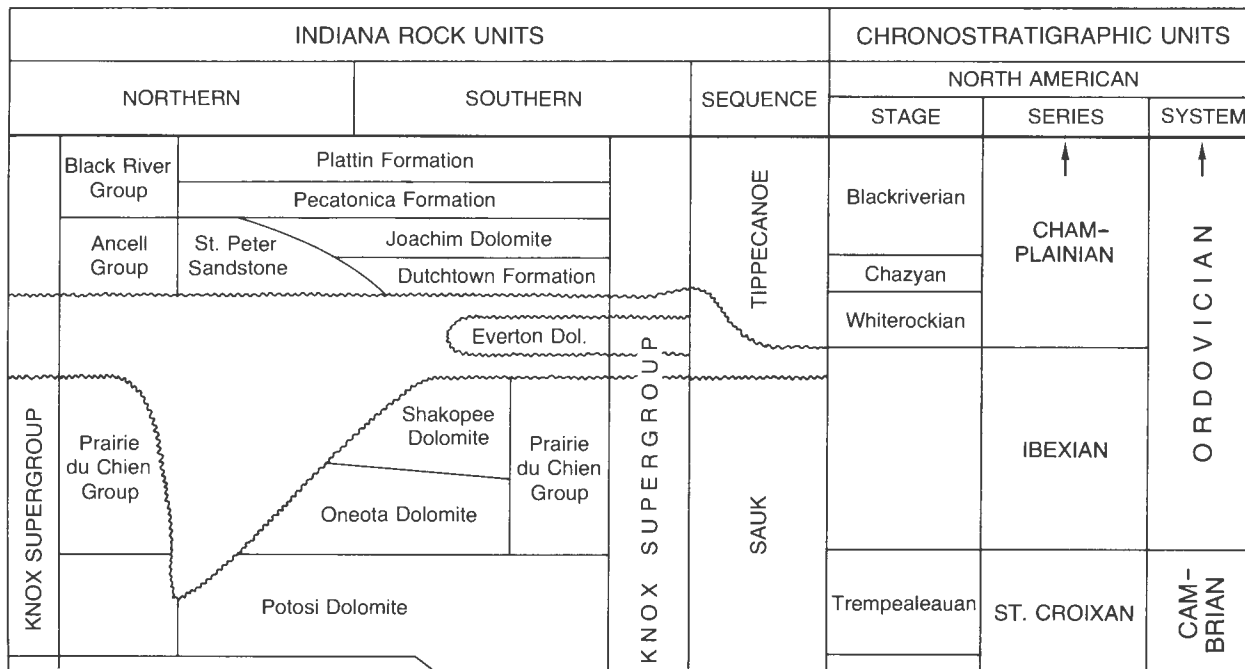 INDIANA ROCK UNITS
CHRONOSTRATIGRAPHIC UNITS
NORTHERN
SOUTHERN
SEQUENCE
NORTH AMERICAN
STAGE
SERIES
SYSTEM
Black River
Group
Plattin Formation
Pecatonica Formation
Ancell
Group
St. Peter
Sandstone
Joachim Dolomite
Dutchtown Formation
Everton Dol.
KNOX SUPERGROUP
Prairie
du Chien
Group
Shakopee
Dolomite
Oneota Dolomite
Prairie
du Chien
Group
Potosi Dolomite
KNOX SUPERGROUP
TIPPECANOE
SAUK
Blackriverian
Chazyan
Whiterockian
Trempealeauan
CHAM–
PLAINIAN
IBEXIAN
ST. CROIXAN
ORDOVICIAN
CAM–
BRIAN